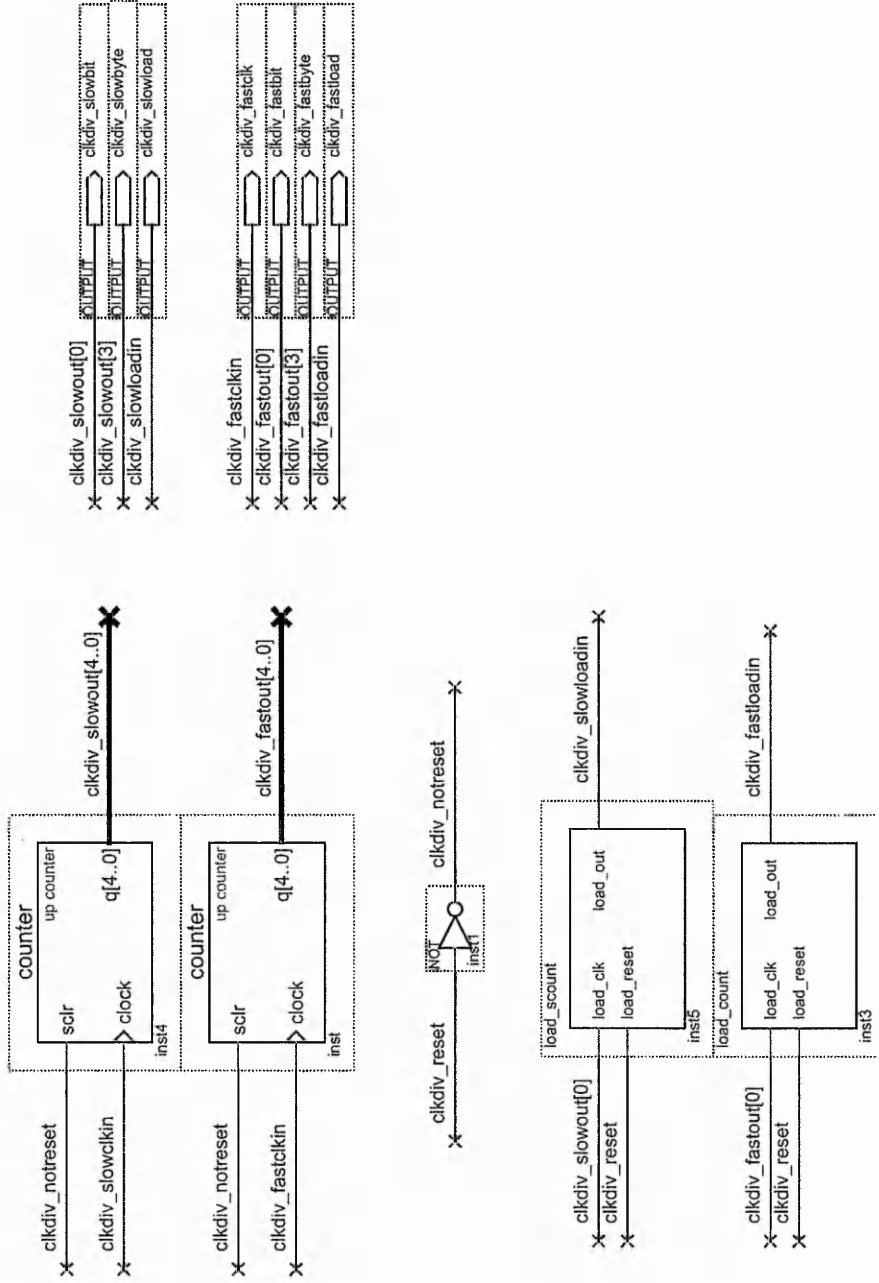 counter
up counter
clkdiv_notreset
sclr
clkdiv_slowclkin
clock
q[4..0]
clkdiv_slowout[4..0]
inst4
counter
up counter
clkdiv_notreset
sclr
clkdiv_fastclkin
clock
q[4..0]
clkdiv_fastout[4..0]
inst
clkdiv_slowout[0]
OUTPUT
clkdiv_slowbit
clkdiv_slowout[3]
OUTPUT
clkdiv_slowbyte
clkdiv_slowloadin
OUTPUT
clkdiv_slowload
clkdiv_fastclkin
OUTPUT
clkdiv_fastclk
clkdiv_fastout[0]
OUTPUT
clkdiv_fastbit
clkdiv_fastout[3]
OUTPUT
clkdiv_fastbyte
clkdiv_fastloadin
OUTPUT
clkdiv_fastload
clkdiv_reset
NOT
clkdiv_notreset
inst1
load_scount
clkdiv_slowout[0]
load_clk
load_out
clkdiv_slowloadin
clkdiv_reset
load_reset
inst5
load_count
clkdiv_fastout[0]
load_clk
load_out
clkdiv_fastloadin
clkdiv_reset
load_reset
inst3